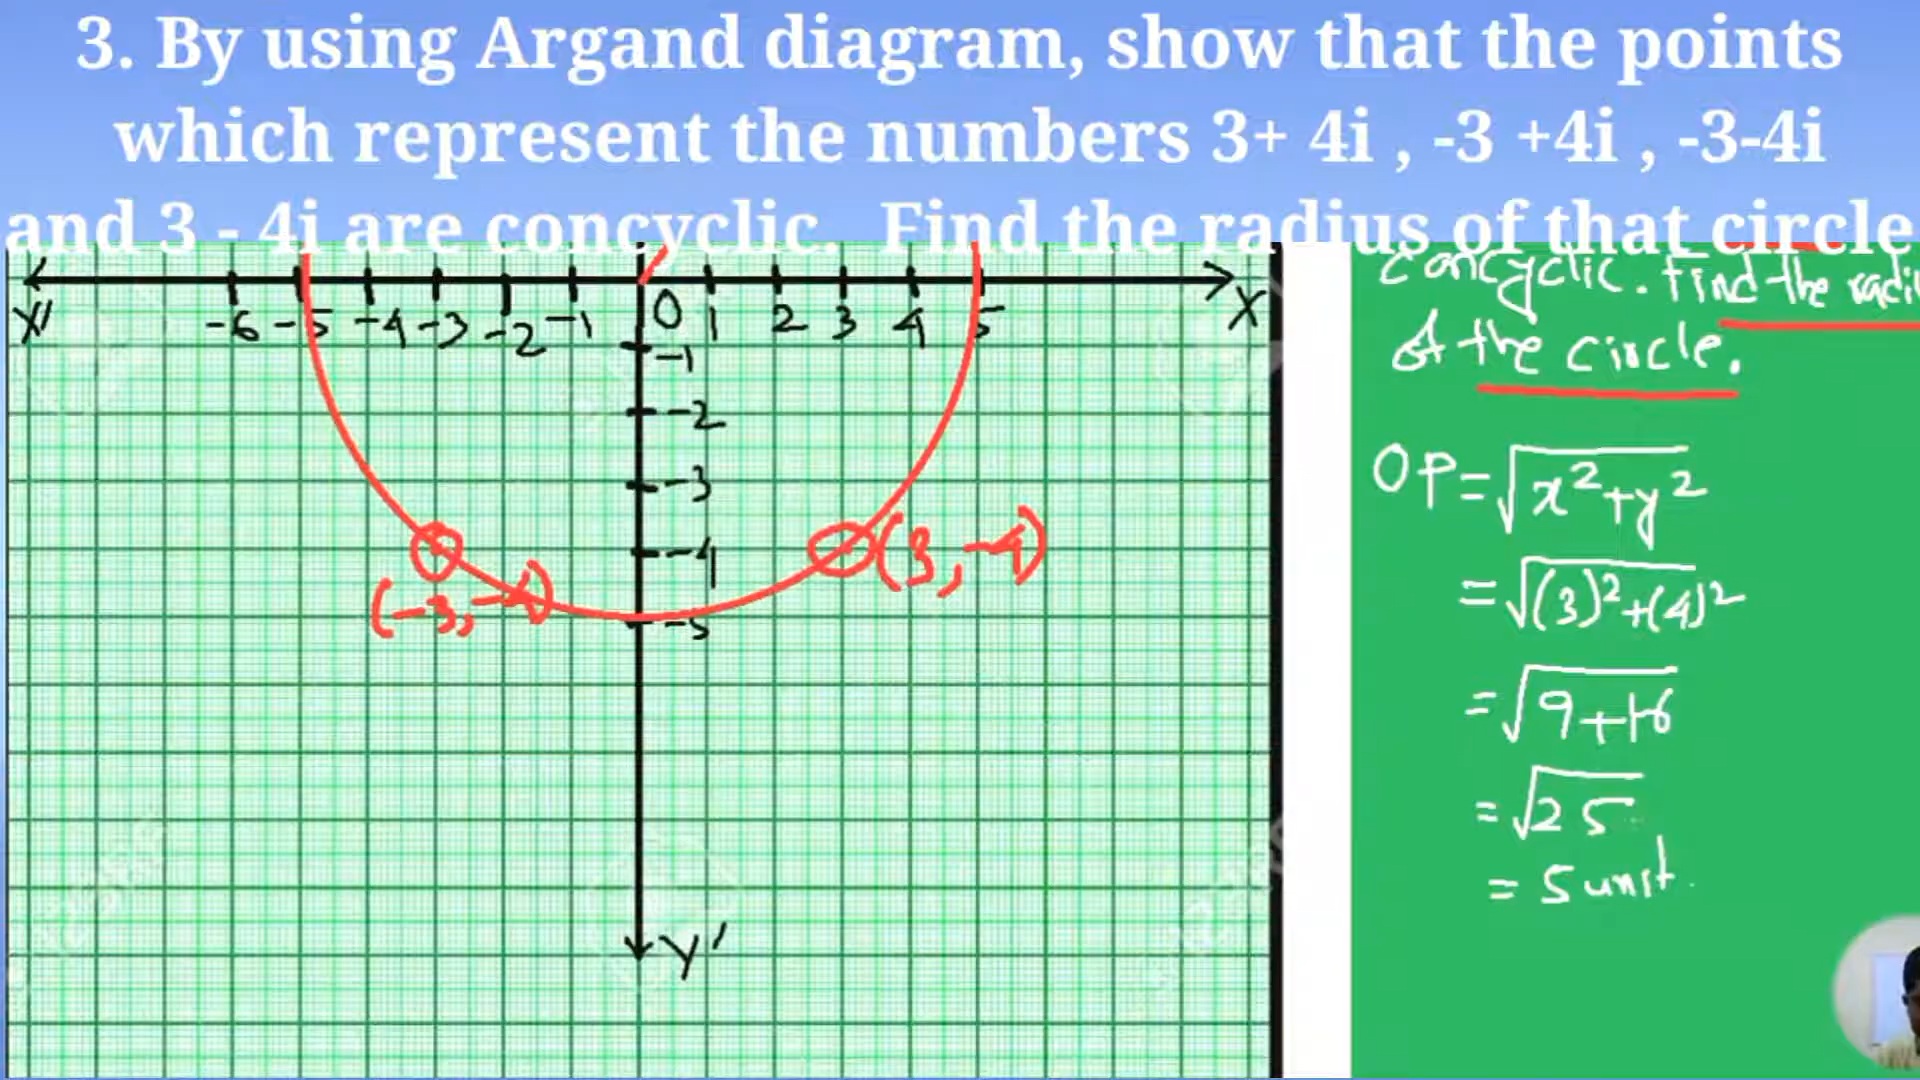 3. By using Argand diagram, show that the points
which represent the numbers 3+ 4i , -3 +4i , -3-4i
and 3 - 4i are concyclic. Find the radius of that circle
concyclic. Find the radi
of the circle.
X' -6 -5 -4 -3 -2 -1 0 1 2 3 4 5 X
-1
-2
-3
-4
-5
(-3, -4)
(3, -4)
Y'
OP = √x²+y²
= √(3)²+(4)²
= √9+16
= √25
= 5 unit.